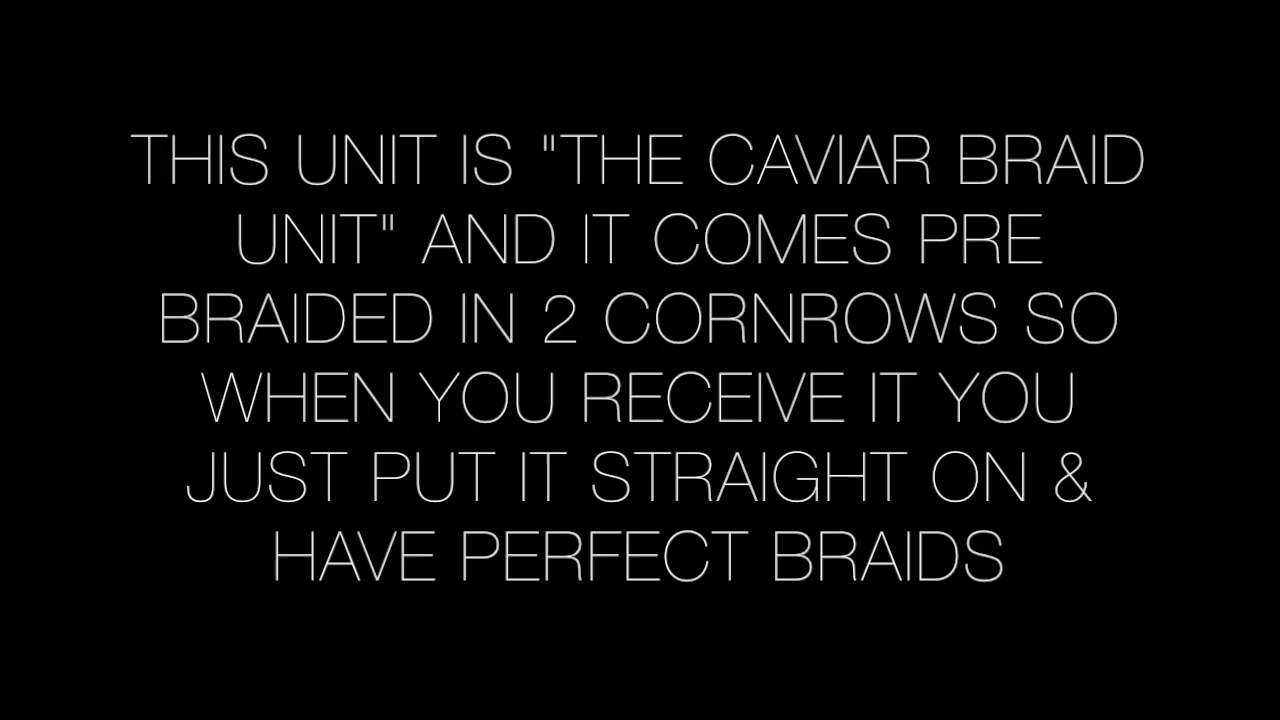 THIS UNIT IS "THE CAVIAR BRAID
UNIT" AND IT COMES PRE
BRAIDED IN 2 CORNROWS SO
WHEN YOU RECEIVE IT YOU
JUST PUT IT STRAIGHT ON &
HAVE PERFECT BRAIDS